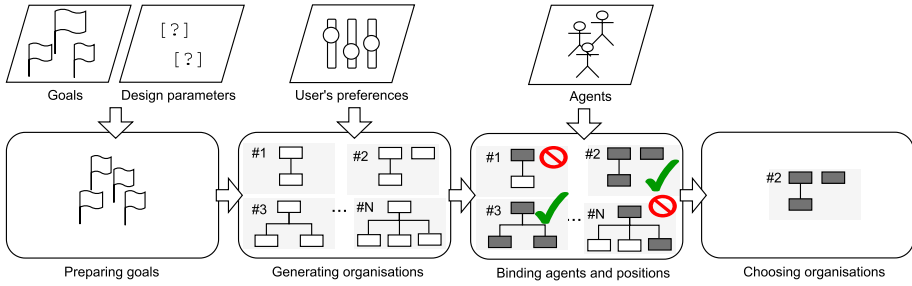 [?]
[?]
Goals
Design parameters
User's preferences
Agents
#1
#2
#3
...
#N
#1
#2
#3
...
#N
#2
Preparing goals
Generating organisations
Binding agents and positions
Choosing organisations